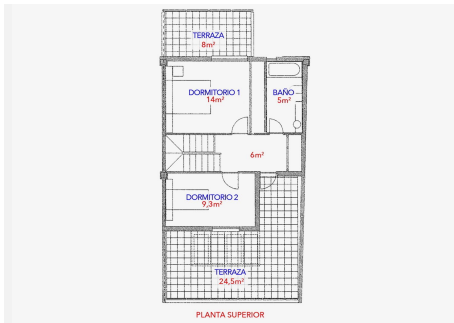 TERRAZA
8m²
DORMITORIO 1
14m²
BAÑO
5m²
6m²
DORMITORIO 2
9,3m²
TERRAZA
24,5m²
PLANTA SUPERIOR